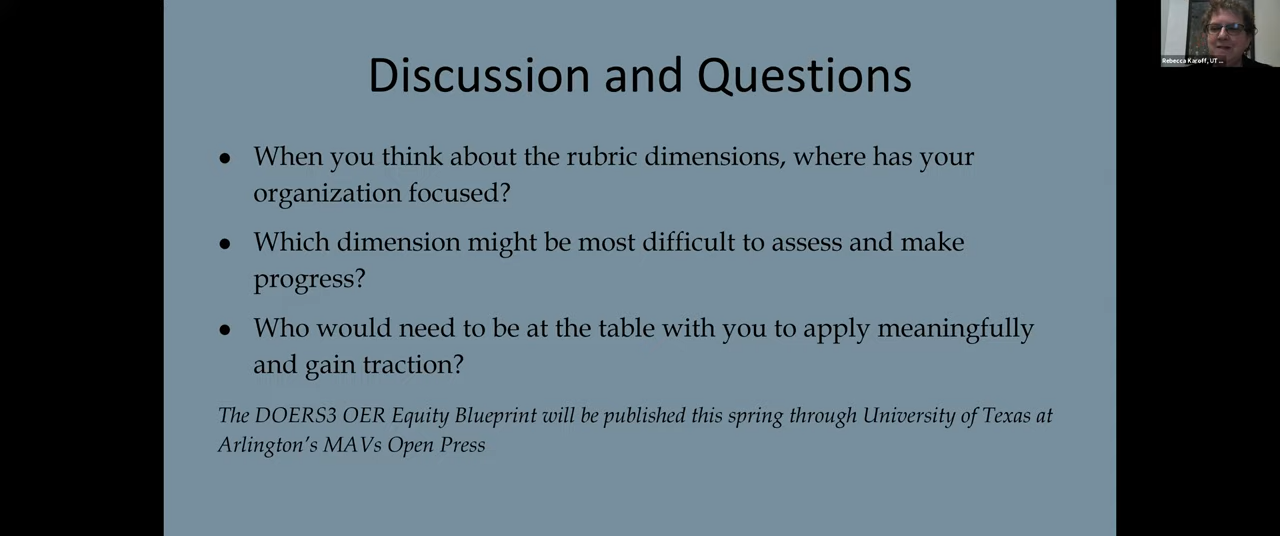 Discussion and Questions
● When you think about the rubric dimensions, where has your
organization focused?
● Which dimension might be most difficult to assess and make
progress?
● Who would need to be at the table with you to apply meaningfully
and gain traction?
The DOERS3 OER Equity Blueprint will be published this spring through University of Texas at
Arlington’s MAVs Open Press
Rebecca Karoff, UT ...